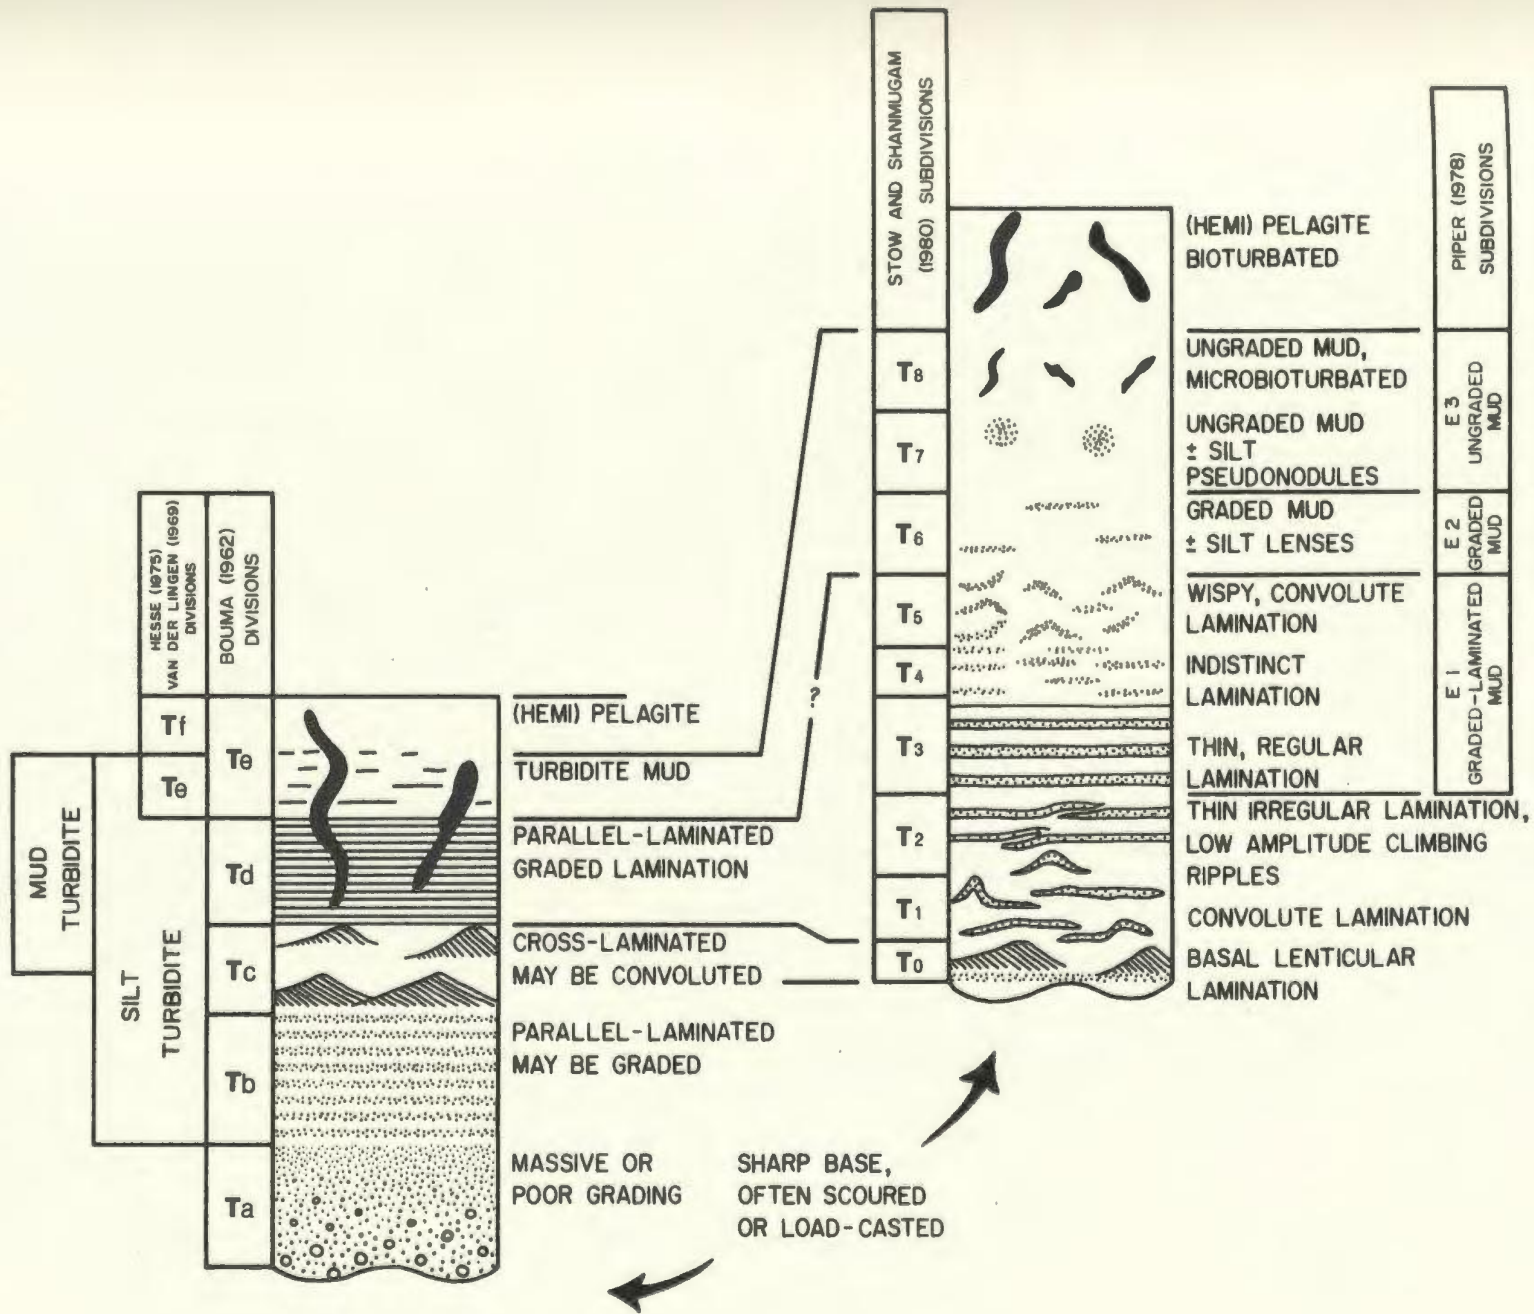 HESSE (1975)
VAN DER LINGEN (1969)
DIVISIONS
BOUMA (1962)
DIVISIONS
Tf
Te
Te
Td
Tc
Tb
Ta
MUD
TURBIDITE
SILT
TURBIDITE
(HEMI) PELAGITE
TURBIDITE MUD
PARALLEL-LAMINATED
GRADED LAMINATION
CROSS-LAMINATED
MAY BE CONVOLUTED
PARALLEL-LAMINATED
MAY BE GRADED
MASSIVE OR
POOR GRADING
SHARP BASE,
OFTEN SCOURED
OR LOAD-CASTED
?
STOW AND SHANMUGAM
(1980) SUBDIVISIONS
T8
T7
T6
T5
T4
T3
T2
T1
T0
(HEMI) PELAGITE
BIOTURBATED
UNGRADED MUD,
MICROBIOTURBATED
UNGRADED MUD
± SILT
PSEUDONODULES
GRADED MUD
± SILT LENSES
WISPY, CONVOLUTE
LAMINATION
INDISTINCT
LAMINATION
THIN, REGULAR
LAMINATION
THIN IRREGULAR LAMINATION,
LOW AMPLITUDE CLIMBING
RIPPLES
CONVOLUTE LAMINATION
BASAL LENTICULAR
LAMINATION
PIPER (1978)
SUBDIVISIONS
E3
UNGRADED
MUD
E2
GRADED
MUD
E1
GRADED-LAMINATED
MUD